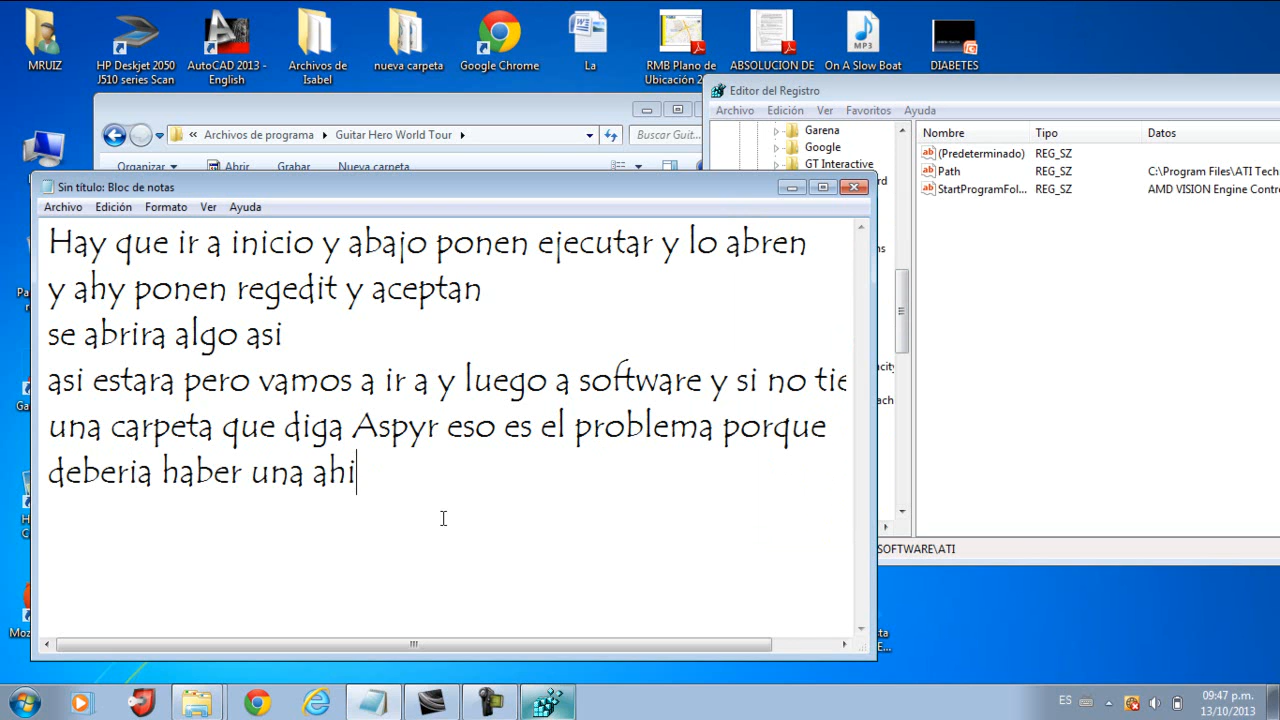 MRUIZ
HP Deskjet 2050
J510 series Scan
AutoCAD 2013 -
English
Archivos de
Isabel
nueva carpeta
Google Chrome
La
RMB Plano de
Ubicación 2
ABSOLUCION DE
On A Slow Boat
DIABETES
Editor del Registro
Archivo Edición Ver Favoritos Ayuda
Archivos de programa Guitar Hero World Tour
Buscar Guit...
Organizar Abrir Grabar Nueva carpeta
Garena
Google
GT Interactive
Nombre Tipo Datos
(Predeterminado) REG_SZ
Path REG_SZ C:\Program Files\ATI Tech
StartProgramFol... REG_SZ AMD VISION Engine Contr
Sin título: Bloc de notas
Archivo Edición Formato Ver Ayuda
Hay que ir a inicio y abajo ponen ejecutar y lo abren
y ahy ponen regedit y aceptan
se abrira algo asi
asi estara pero vamos a ir a y luego a software y si no tie
una carpeta que diga Aspyr eso es el problema porque
deberia haber una ahi
SOFTWARE\ATI
ES
09:47 p.m.
13/10/2013